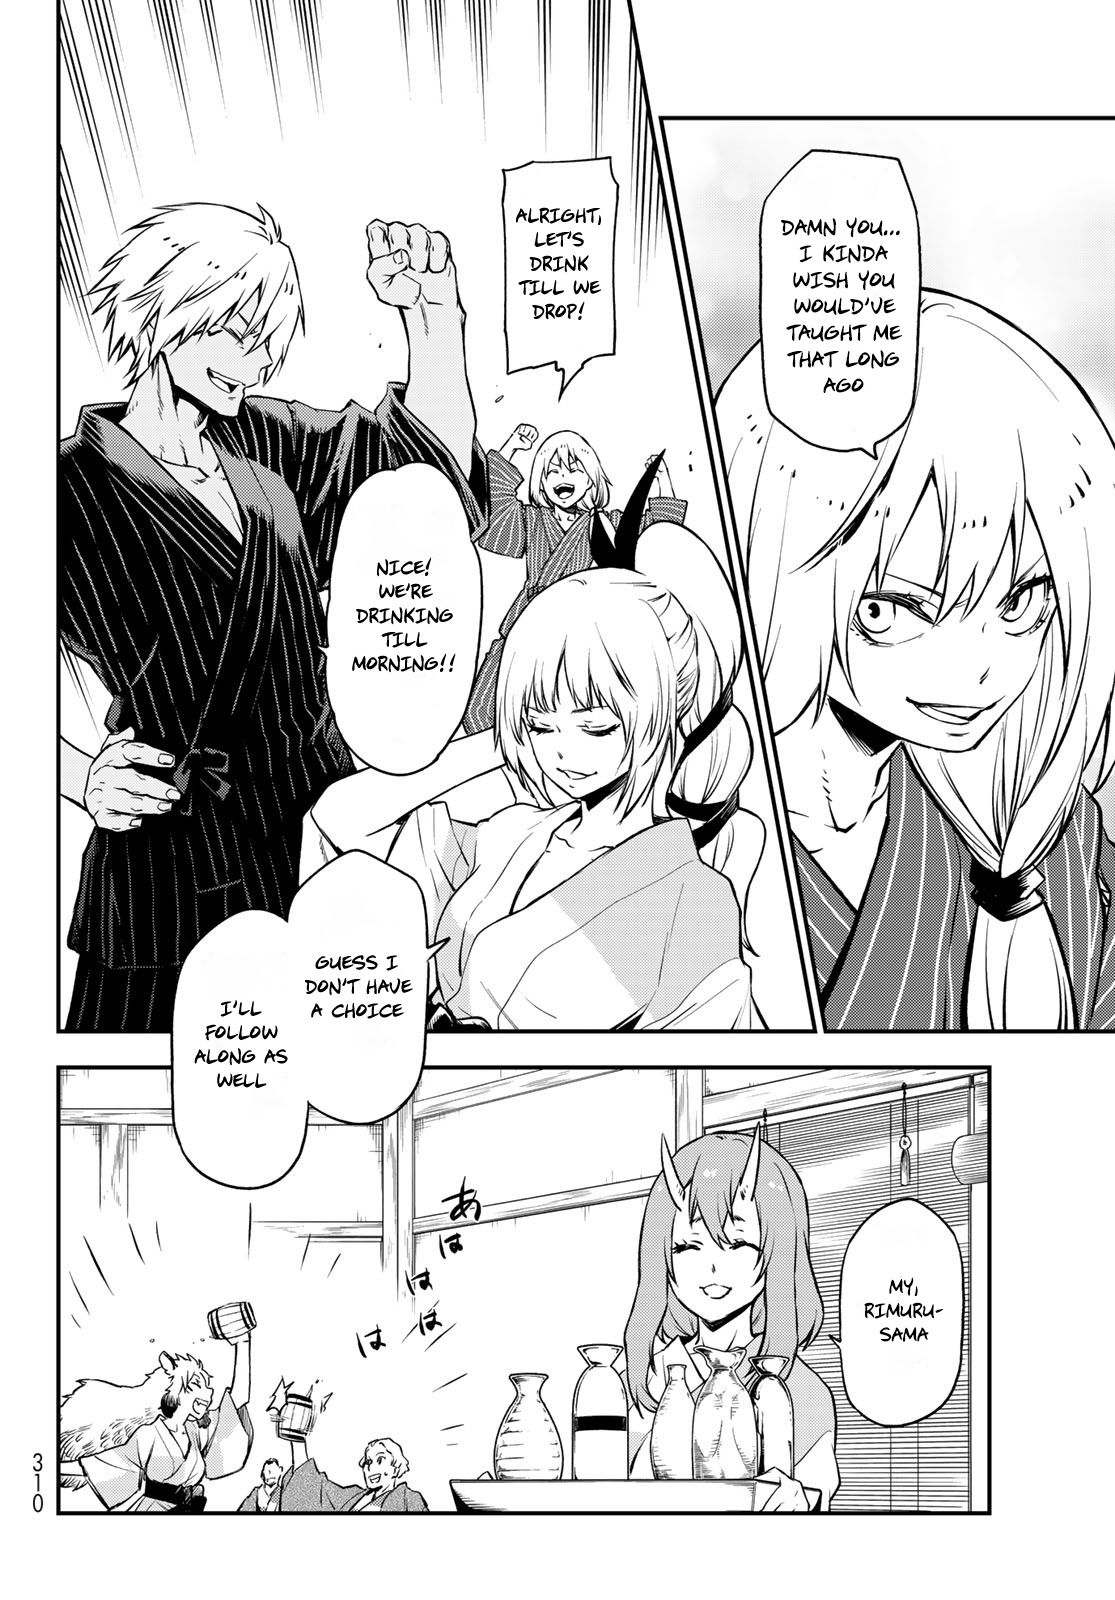 DAMN YOU...
I KINDA
WISH YOU
WOULD'VE
TAUGHT ME
THAT LONG
AGO
ALRIGHT,
LET'S
DRINK
TILL WE
DROP!
NICE!
WE'RE
DRINKING
TILL
MORNING!!
GUESS I
DON'T HAVE
A CHOICE
I'LL
FOLLOW
ALONG AS
WELL
MY,
RIMURU-
SAMA
あははは
310